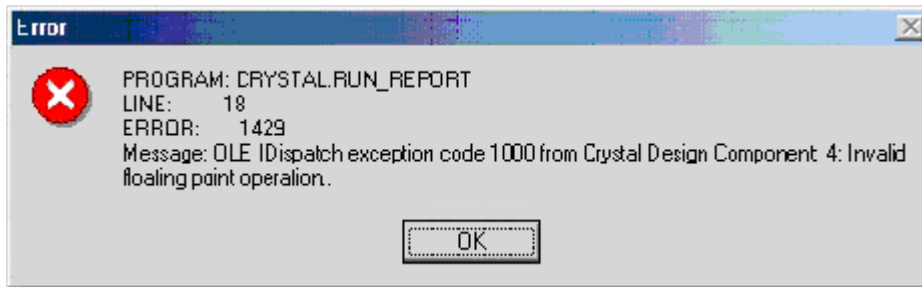 Error
PROGRAM: CRYSTAL.RUN_REPORT
LINE: 18
ERROR: 1429
Message: OLE IDispatch exception code 1000 from Crystal Design Component 4: Invalid
floating point operation..
OK